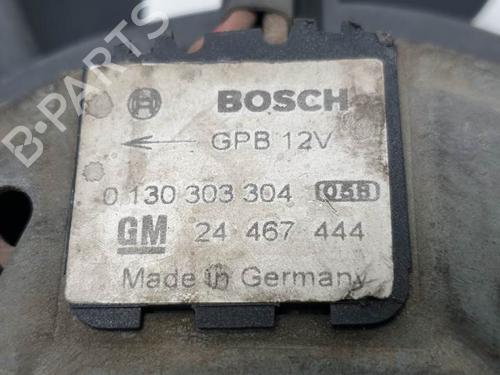 B-PARTS
BOSCH
GPB 12V
0 130 303 304 058
GM 24 467 444
Made in Germany